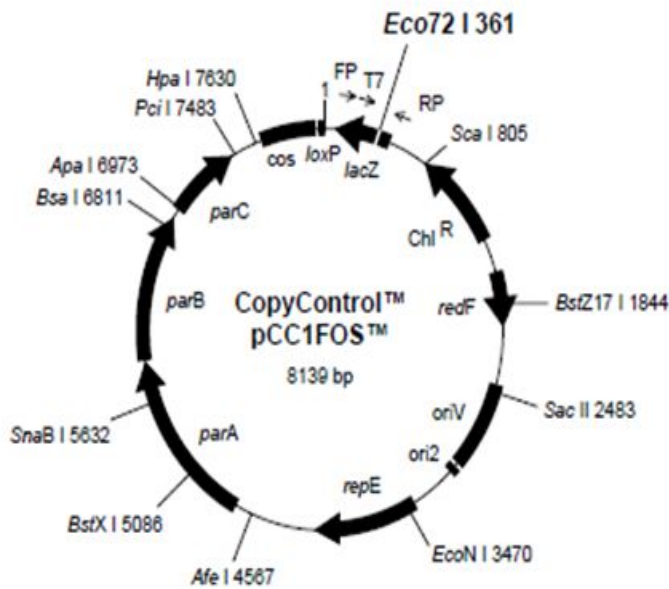 Eco72 I 361
FP
T7
RP
1
Hpa I 7630
Pci I 7483
Sca I 805
Apa I 6973
cos
loxP
lacZ
Bsa I 6811
parC
Chl R
parB
CopyControl™
pCC1FOS™
8139 bp
redF
BstZ17 I 1844
SnaB I 5632
parA
oriV
Sac II 2483
ori2
repE
BstX I 5086
EcoN I 3470
Afe I 4567